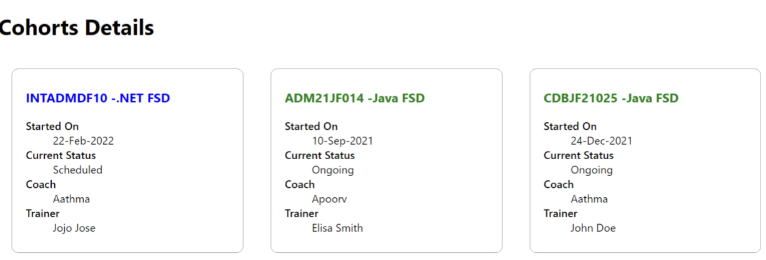 Cohorts Details
INTADMDF10 -.NET FSD
Started On
22-Feb-2022
Current Status
Scheduled
Coach
Aathma
Trainer
Jojo Jose
ADM21JF014 -Java FSD
Started On
10-Sep-2021
Current Status
Ongoing
Coach
Apoorv
Trainer
Elisa Smith
CDBJF21025 -Java FSD
Started On
24-Dec-2021
Current Status
Ongoing
Coach
Aathma
Trainer
John Doe